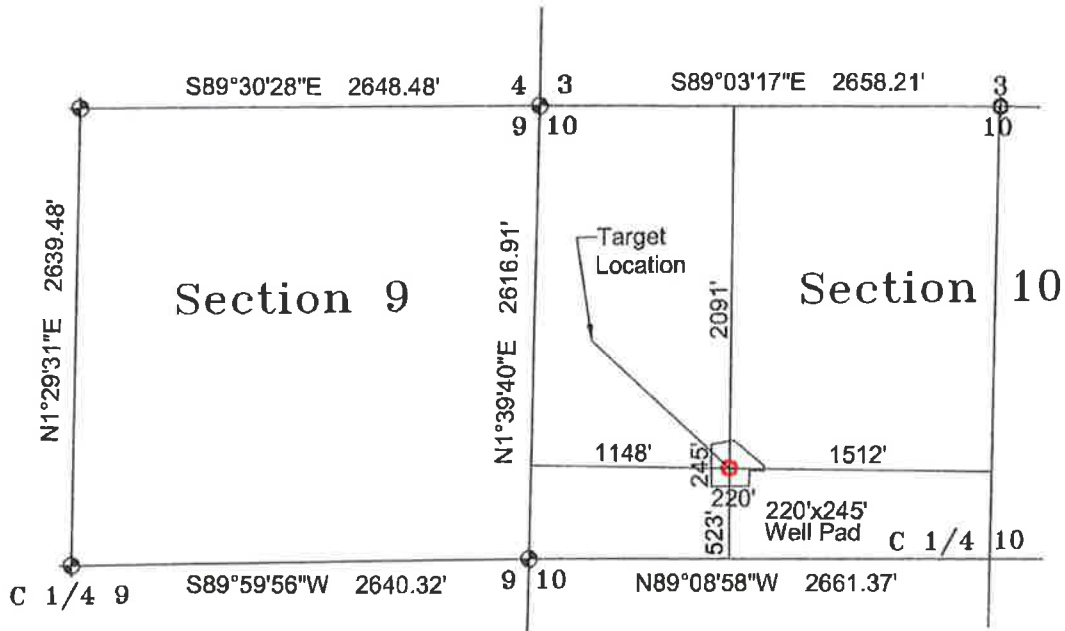 S89°30'28"E 2648.48'
4 3
S89°03'17"E 2658.21'
3
9 10
10
N1°29'31"E 2639.48'
N1°39'40"E 2616.91'
Target
Location
2091'
Section 9
Section 10
1148'
245'
1512'
220'
220'x245'
Well Pad
523'
C 1/4 10
C 1/4 9
S89°59'56"W 2640.32'
9 10
N89°08'58"W 2661.37'